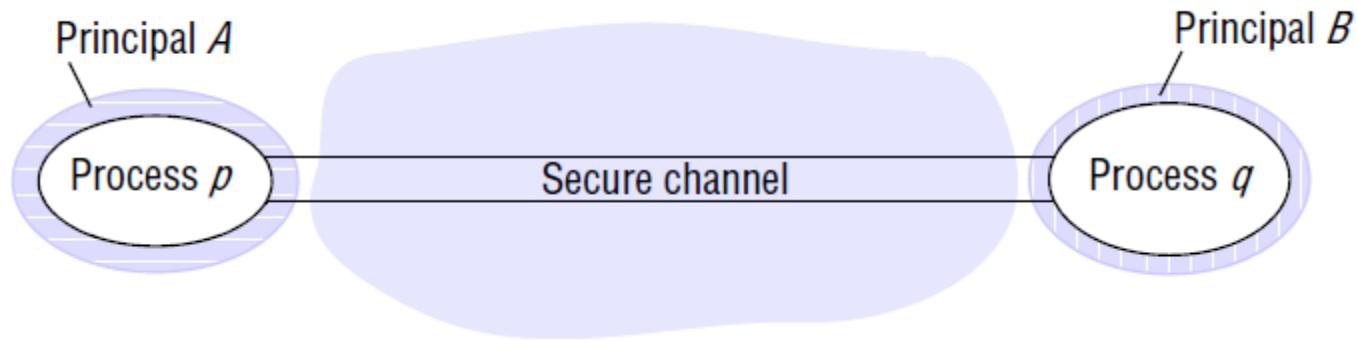 Principal A
Principal B
Process p
Secure channel
Process q